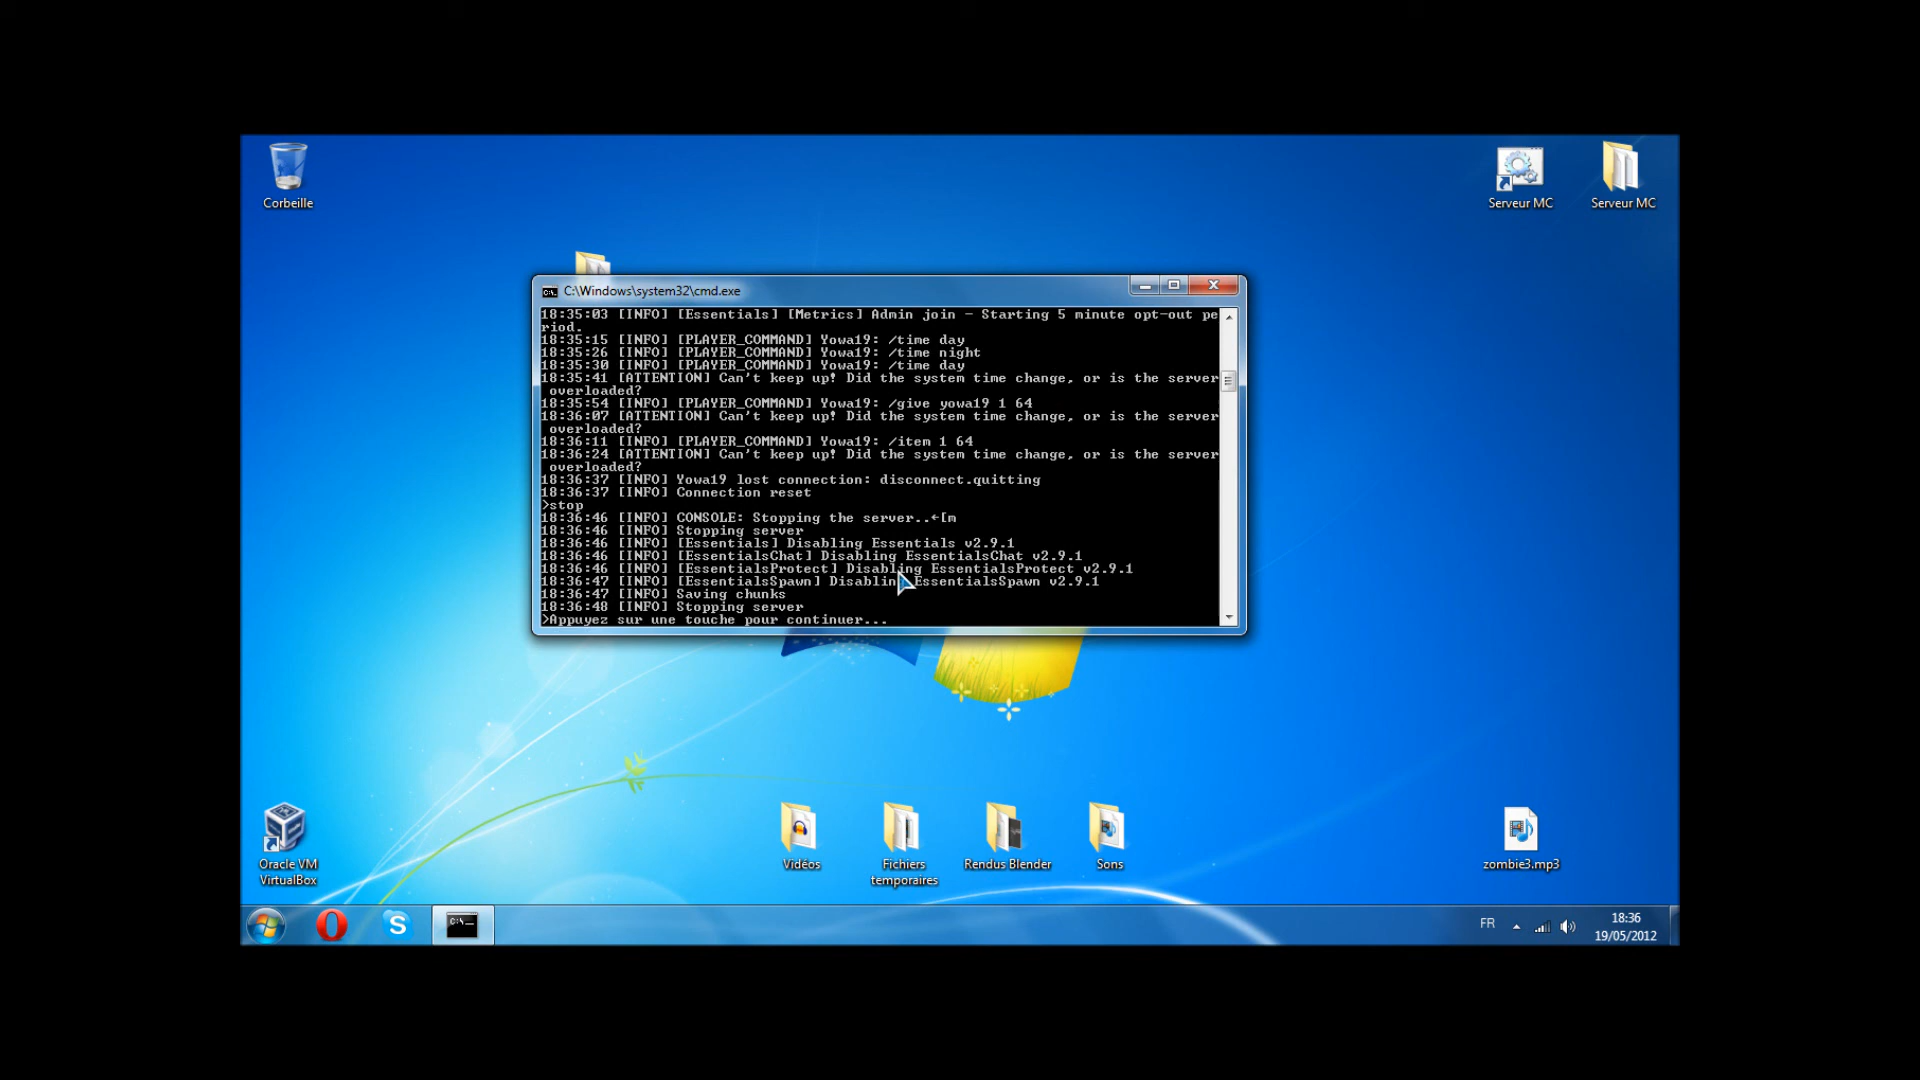 Corbeille
Serveur MC
Serveur MC
C:\Windows\system32\cmd.exe
18:35:03 [INFO] [Essentials] [Metrics] Admin join - Starting 5 minute opt-out pe
riod.
18:35:15 [INFO] [PLAYER_COMMAND] Yowa19: /time day
18:35:26 [INFO] [PLAYER_COMMAND] Yowa19: /time night
18:35:30 [INFO] [PLAYER_COMMAND] Yowa19: /time day
18:35:41 [ATTENTION] Can't keep up! Did the system time change, or is the server
overloaded?
18:35:54 [INFO] [PLAYER_COMMAND] Yowa19: /give yowa19 1 64
18:36:07 [ATTENTION] Can't keep up! Did the system time change, or is the server
overloaded?
18:36:11 [INFO] [PLAYER_COMMAND] Yowa19: /item 1 64
18:36:24 [ATTENTION] Can't keep up! Did the system time change, or is the server
overloaded?
18:36:37 [INFO] Yowa19 lost connection: disconnect.quitting
18:36:37 [INFO] Connection reset
>stop
18:36:46 [INFO] CONSOLE: Stopping the server..←[m
18:36:46 [INFO] Stopping server
18:36:46 [INFO] [Essentials] Disabling Essentials v2.9.1
18:36:46 [INFO] [EssentialsChat] Disabling EssentialsChat v2.9.1
18:36:46 [INFO] [EssentialsProtect] Disabling EssentialsProtect v2.9.1
18:36:47 [INFO] [EssentialsSpawn] Disabling EssentialsSpawn v2.9.1
18:36:47 [INFO] Saving chunks
18:36:48 [INFO] Stopping server
>Appuyez sur une touche pour continuer...
Oracle VM
VirtualBox
Vidéos
Fichiers
temporaires
Rendus Blender
Sons
zombie3.mp3
FR
18:36
19/05/2012